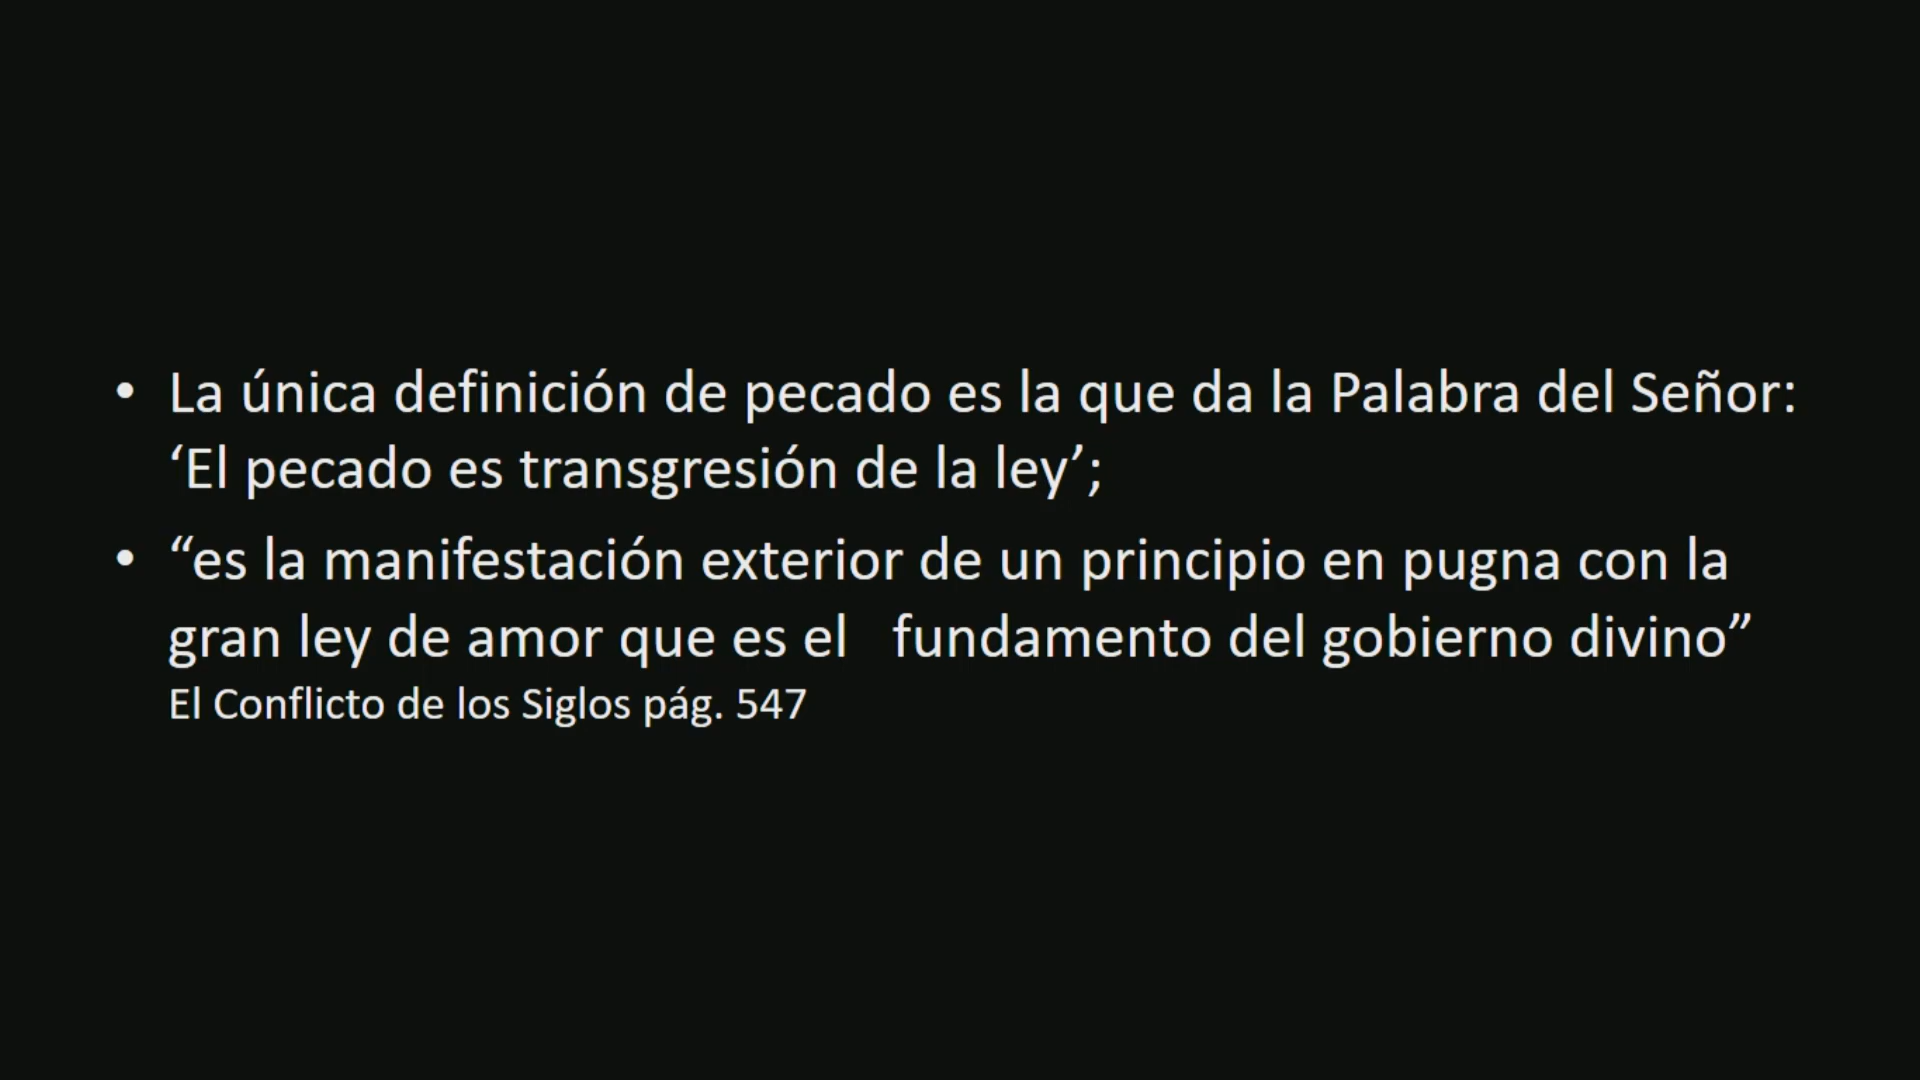 • La única definición de pecado es la que da la Palabra del Señor:
‘El pecado es transgresión de la ley’;
• “es la manifestación exterior de un principio en pugna con la
gran ley de amor que es el   fundamento del gobierno divino”
El Conflicto de los Siglos pág. 547